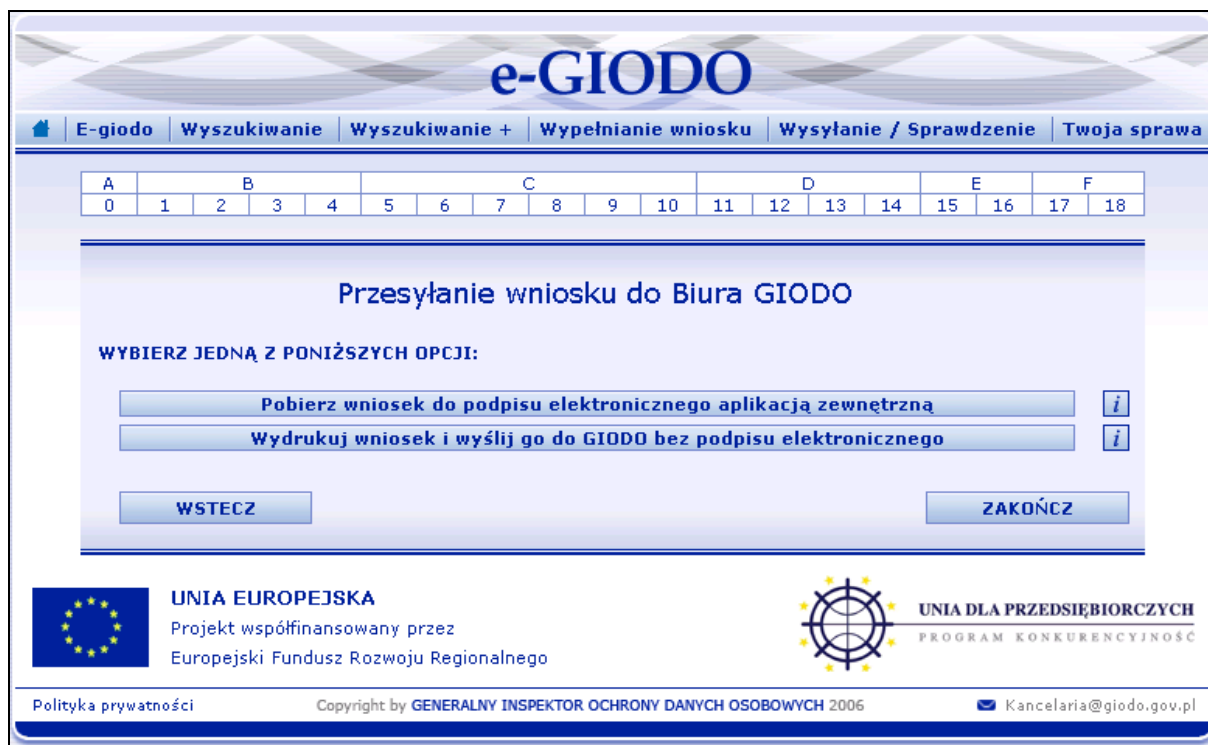 e-GIODO
E-giodo Wyszukiwanie Wyszukiwanie + Wypełnianie wniosku Wysyłanie / Sprawdzenie Twoja sprawa
A B C D E F
0 1 2 3 4 5 6 7 8 9 10 11 12 13 14 15 16 17 18
Przesyłanie wniosku do Biura GIODO
WYBIERZ JEDNĄ Z PONIŻSZYCH OPCJI:
Pobierz wniosek do podpisu elektronicznego aplikacją zewnętrzną i
Wydrukuj wniosek i wyślij go do GIODO bez podpisu elektronicznego i
WSTECZ ZAKOŃCZ
UNIA EUROPEJSKA
Projekt współfinansowany przez
Europejski Fundusz Rozwoju Regionalnego
UNIA DLA PRZEDSIĘBIORCZYCH
PROGRAM KONKURENCYJNOŚĆ
Polityka prywatności Copyright by GENERALNY INSPEKTOR OCHRONY DANYCH OSOBOWYCH 2006 Kancelaria@giodo.gov.pl